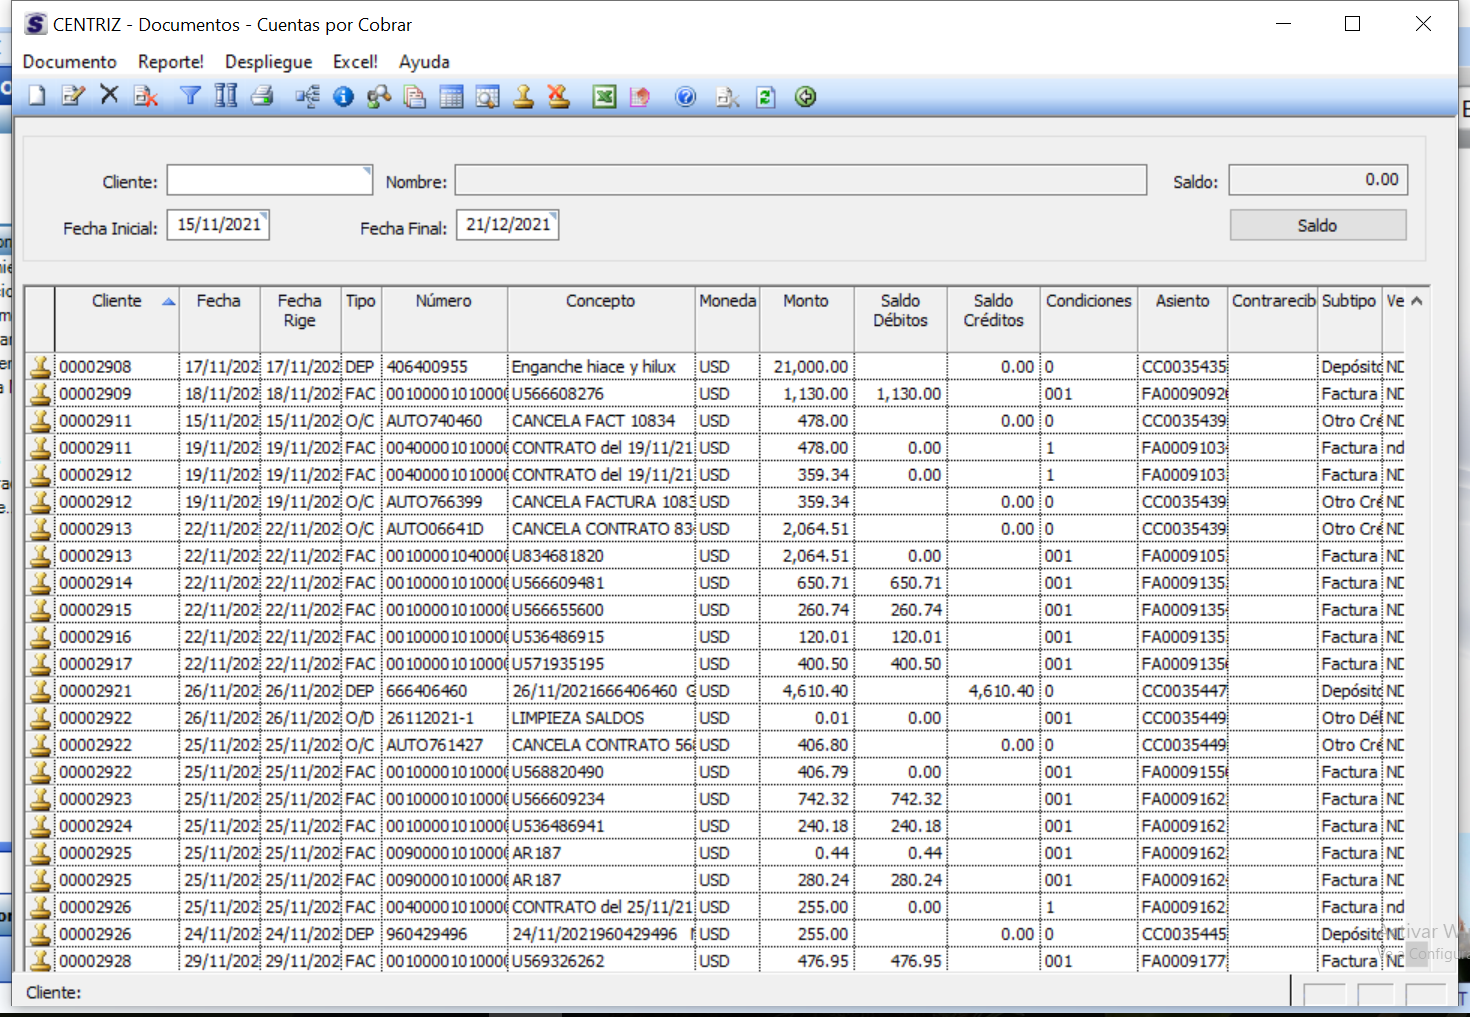 CENTRIZ - Documentos - Cuentas por Cobrar
Documento Reporte! Despliegue Excel! Ayuda
Cliente: Nombre: Saldo: 0.00
Fecha Inicial: 15/11/2021 Fecha Final: 21/12/2021 Saldo
Cliente Fecha Fecha Rige Tipo Número Concepto Moneda Monto Saldo Débitos Saldo Créditos Condiciones Asiento Contrarecib Subtipo Ve
00002908 17/11/202 17/11/202 DEP 406400955 Enganche hiace y hilux USD 21,000.00 0.00 0 CC0035435 Depósito ND
00002909 18/11/202 18/11/202 FAC 00100001010000 U566608276 USD 1,130.00 1,130.00 001 FA0009092 Factura ND
00002911 15/11/202 15/11/202 O/C AUTO740460 CANCELA FACT 10834 USD 478.00 0.00 0 CC0035439 Otro Cré ND
00002911 19/11/202 19/11/202 FAC 00400001010000 CONTRATO del 19/11/21 USD 478.00 0.00 1 FA0009103 Factura nd
00002912 19/11/202 19/11/202 FAC 00400001010000 CONTRATO del 19/11/21 USD 359.34 0.00 1 FA0009103 Factura ND
00002912 19/11/202 19/11/202 O/C AUTO766399 CANCELA FACTURA 1083 USD 359.34 0.00 0 CC0035439 Otro Cré ND
00002913 22/11/202 22/11/202 O/C AUTO06641D CANCELA CONTRATO 83 USD 2,064.51 0.00 0 CC0035439 Otro Cré ND
00002913 22/11/202 22/11/202 FAC 00100001040000 U834681820 USD 2,064.51 0.00 001 FA0009105 Factura ND
00002914 22/11/202 22/11/202 FAC 00100001010000 U566609481 USD 650.71 650.71 001 FA0009135 Factura ND
00002915 22/11/202 22/11/202 FAC 00100001010000 U566655600 USD 260.74 260.74 001 FA0009135 Factura ND
00002916 22/11/202 22/11/202 FAC 00100001010000 U536486915 USD 120.01 120.01 001 FA0009135 Factura ND
00002917 22/11/202 22/11/202 FAC 00100001010000 U571935195 USD 400.50 400.50 001 FA0009135 Factura ND
00002921 26/11/202 26/11/202 DEP 666406460 26/11/2021666406460 G USD 4,610.40 4,610.40 0 CC0035447 Depósito ND
00002922 26/11/202 26/11/202 O/D 26112021-1 LIMPIEZA SALDOS USD 0.01 0.00 001 CC0035449 Otro Dél ND
00002922 25/11/202 25/11/202 O/C AUTO761427 CANCELA CONTRATO 56 USD 406.80 0.00 0 CC0035449 Otro Cré ND
00002922 25/11/202 25/11/202 FAC 00100001010000 U568820490 USD 406.79 0.00 001 FA0009155 Factura ND
00002923 25/11/202 25/11/202 FAC 00100001010000 U566609234 USD 742.32 742.32 001 FA0009162 Factura ND
00002924 25/11/202 25/11/202 FAC 00100001010000 U536486941 USD 240.18 240.18 001 FA0009162 Factura ND
00002925 25/11/202 25/11/202 FAC 00900001010000 AR187 USD 0.44 0.44 001 FA0009162 Factura ND
00002925 25/11/202 25/11/202 FAC 00900001010000 AR187 USD 280.24 280.24 001 FA0009162 Factura ND
00002926 25/11/202 25/11/202 FAC 00400001010000 CONTRATO del 25/11/21 USD 255.00 0.00 1 FA0009162 Factura nd
00002926 24/11/202 24/11/202 DEP 960429496 24/11/2021960429496 USD 255.00 0.00 0 CC0035445 Depósito ND
00002928 29/11/202 29/11/202 FAC 00100001010000 U569326262 USD 476.95 476.95 001 FA0009177 Factura ND
Cliente: